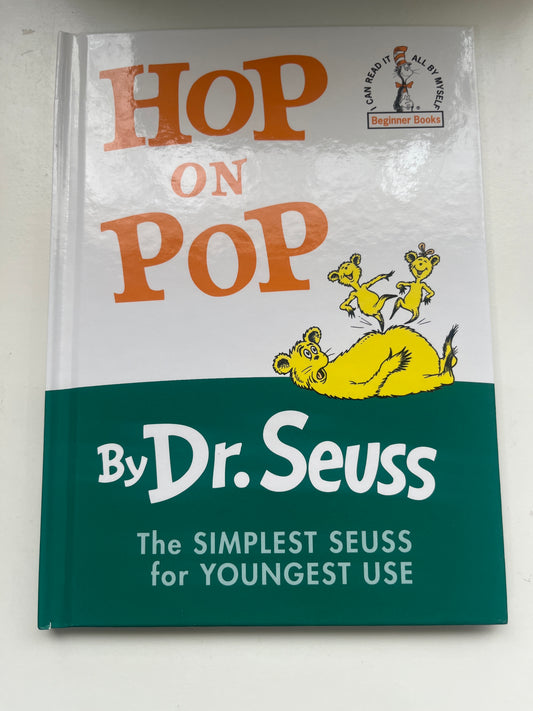 HOP
ON
POP
I CAN READ IT ALL BY MYSELF
Beginner Books
By Dr. Seuss
The SIMPLEST SEUSS
for YOUNGEST USE